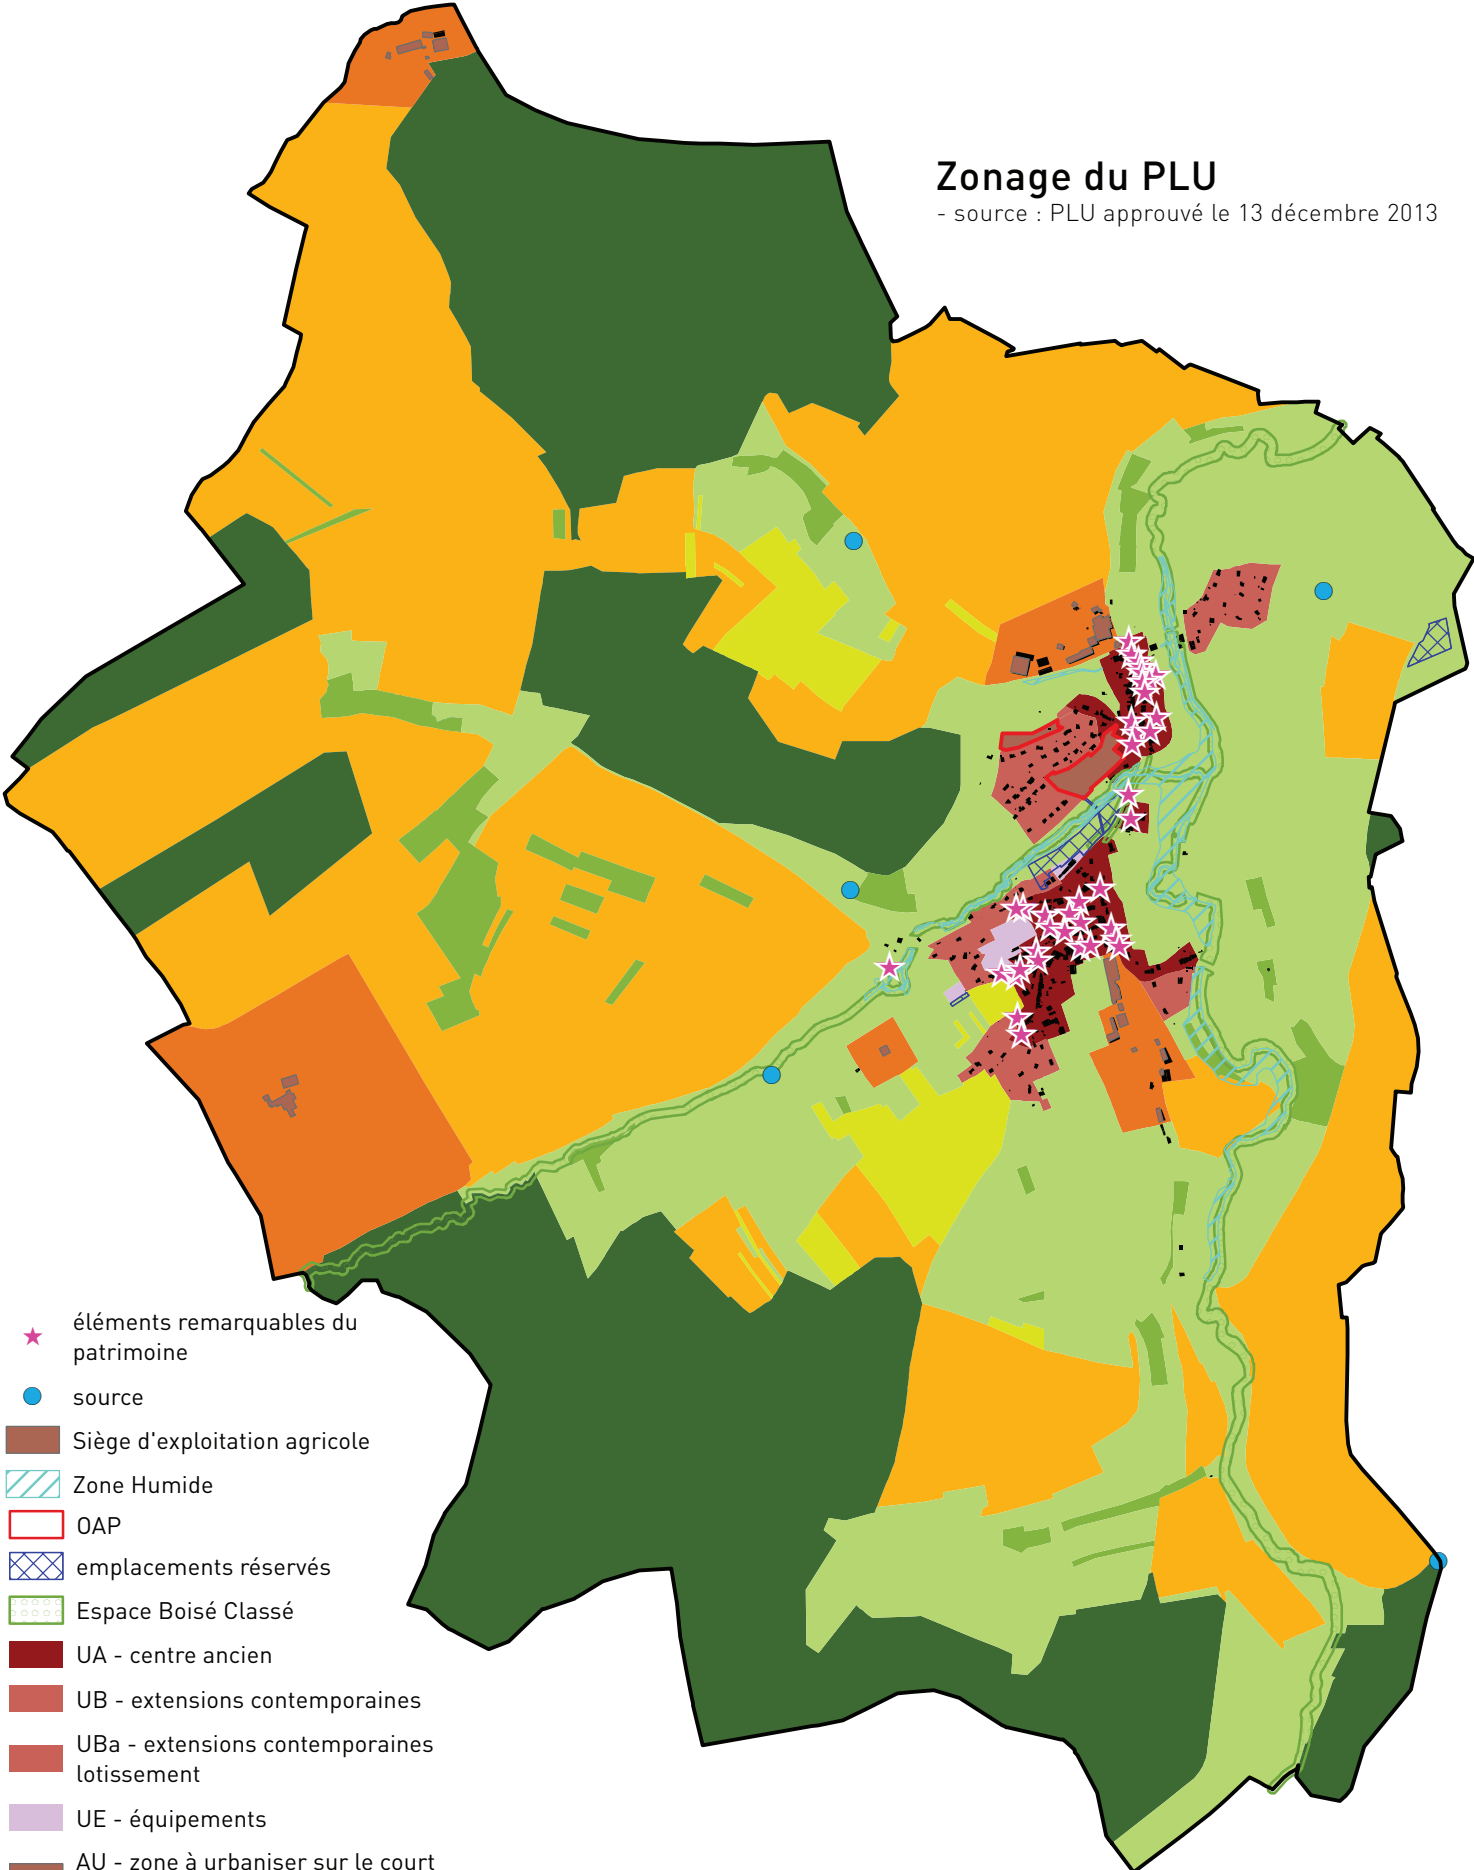 Zonage du PLU
- source : PLU approuvé le 13 décembre 2013
éléments remarquables du
patrimoine
source
Siège d'exploitation agricole
Zone Humide
OAP
emplacements réservés
Espace Boisé Classé
UA - centre ancien
UB - extensions contemporaines
UBa - extensions contemporaines
lotissement
UE - équipements
AU - zone à urbaniser sur le court